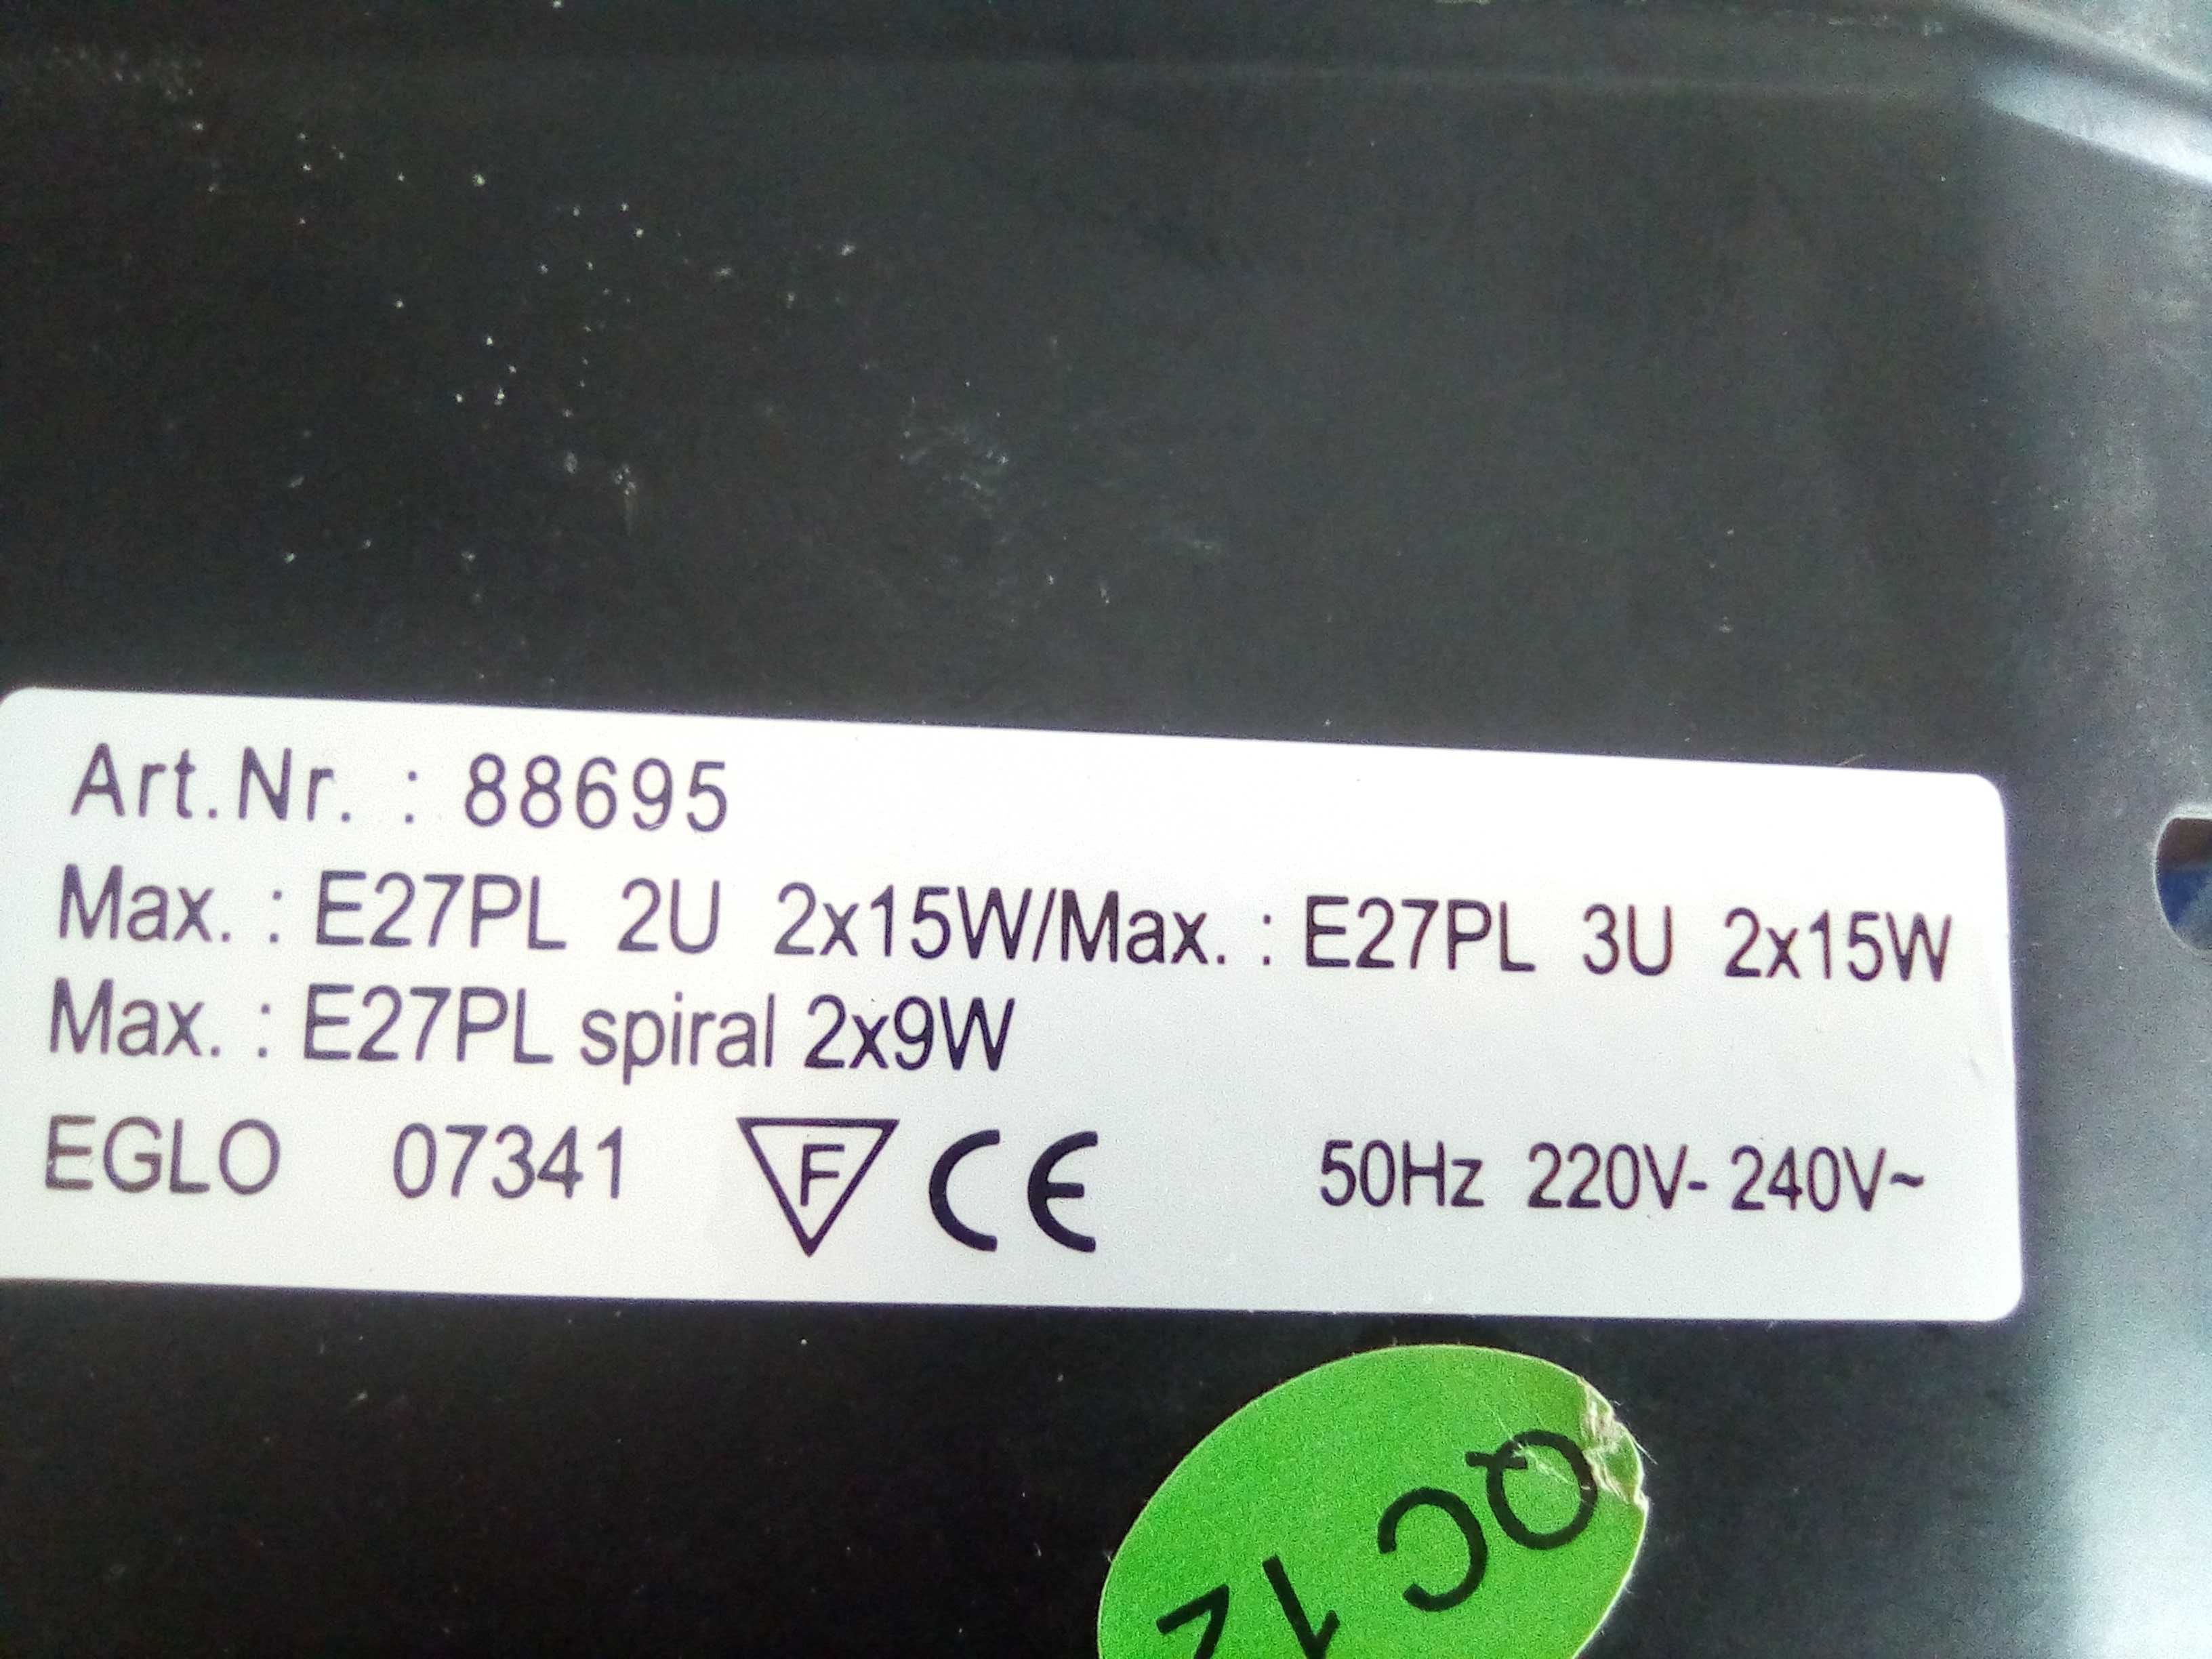 Art.Nr. : 88695
Max. : E27PL 2U 2x15W/Max. : E27PL 3U 2x15W
Max. : E27PL spiral 2x9W
EGLO 07341 F CE 50Hz 220V- 240V~
QC 12